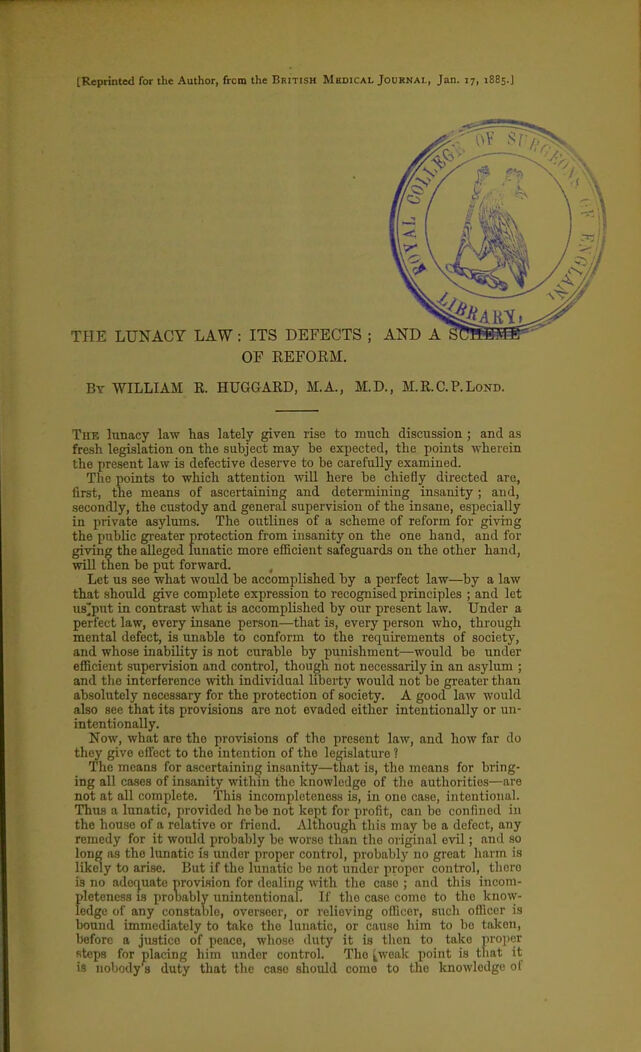 [Reprinted for the Author, from the BRITISH MEDICAL JOURNAL, Jan. 17, 1885.]
ROYAL COLLEGE OF SURGEONS OF ENGLAND
LIBRARY.
THE LUNACY LAW: ITS DEFECTS; AND A SCHEME
OF REFORM.
BY WILLIAM R. HUGGARD, M.A., M.D., M.R.C.P.LOND.
THE lunacy law has lately given rise to much discussion; and as
fresh legislation on the subject may be expected, the points wherein
the present law is defective deserve to be carefully examined.
The points to which attention will here be chiefly directed are,
first, the means of ascertaining and determining insanity; and,
secondly, the custody and general supervision of the insane, especially
in private asylums. The outlines of a scheme of reform for giving
the public greater protection from insanity on the one hand, and for
giving the alleged lunatic more efficient safeguards on the other hand,
will then be put forward.
Let us see what would be accomplished by a perfect law—by a law
that should give complete expression to recognised principles; and let
us put in contrast what is accomplished by our present law. Under a
perfect law, every insane person—that is, every person who, through
mental defect, is unable to conform to the requirements of society,
and whose inability is not curable by punishment—would be under
efficient supervision and control, though not necessarily in an asylum;
and the interference with individual liberty would not be greater than
absolutely necessary for the protection of society. A good law would
also see that its provisions are not evaded either intentionally or un-
intentionally.
Now, what are the provisions of the present law, and how far do
they give effect to the intention of the legislature?
The means for ascertaining insanity—that is, the means for bring-
ing all cases of insanity within the knowledge of the authorities—are
not at all complete. This incompleteness is, in one case, intentional.
Thus a lunatic, provided he be not kept for profit, can be confined in
the house of a relative or friend. Although this may be a defect, any
remedy for it would probably be worse than the original evil; and so
long as the lunatic is under proper control, probably no great harm is
likely to arise. But if the lunatic be not under proper control, there
is no adequate provision for dealing with the case; and this incom-
pleteness is probably unintentional. If the case come to the know-
ledge of any constable, overseer, or relieving officer, such officer is
bound immediately to take the lunatic, or cause him to be taken,
before a justice of peace, whose duty it is then to take proper
steps for placing him under control. The weak point is that it
is nobody's duty that the case should come to the knowledge of